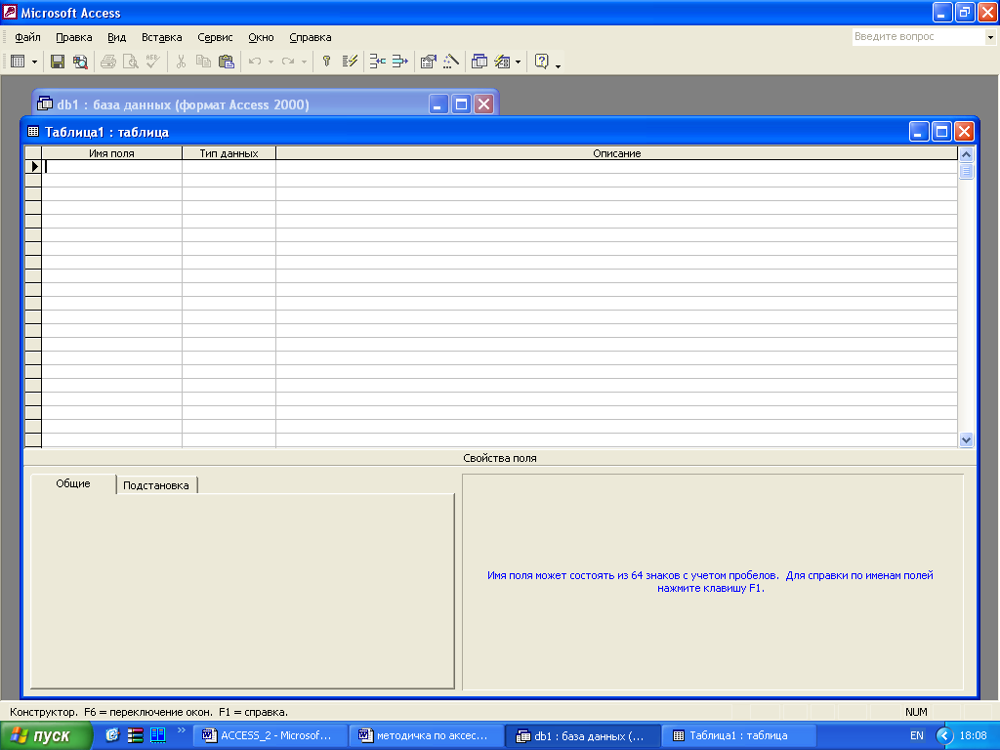 Microsoft Access
Файл Правка Вид Вставка Сервис Окно Справка
Введите вопрос
db1 : база данных (формат Access 2000)
Таблица1 : таблица
Имя поля Тип данных Описание
Свойства поля
Общие Подстановка
Имя поля может состоять из 64 знаков с учетом пробелов. Для справки по именам полей
нажмите клавишу F1.
Конструктор. F6 = переключение окон. F1 = справка. NUM
пуск ACCESS_2 - Microsof... методичка по аксес... db1 : база данных (... Таблица1 : таблица EN 18:08